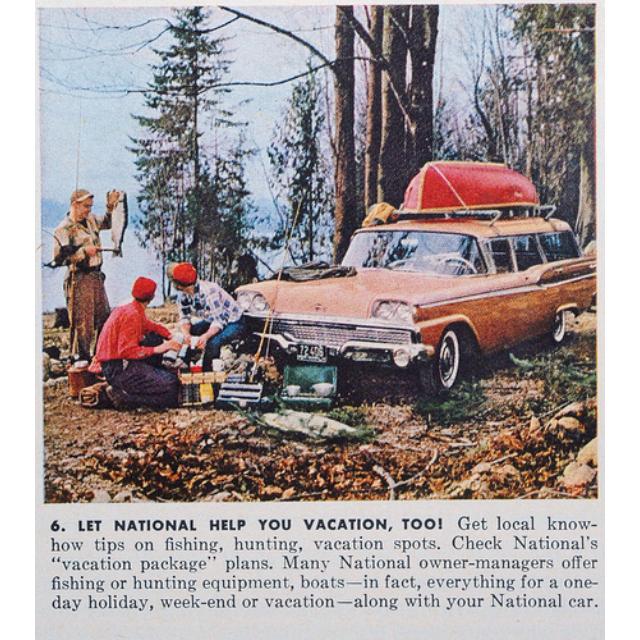 72-408
6. LET NATIONAL HELP YOU VACATION, TOO! Get local know-
how tips on fishing, hunting, vacation spots. Check National's
"vacation package" plans. Many National owner-managers offer
fishing or hunting equipment, boats—in fact, everything for a one-
day holiday, week-end or vacation—along with your National car.